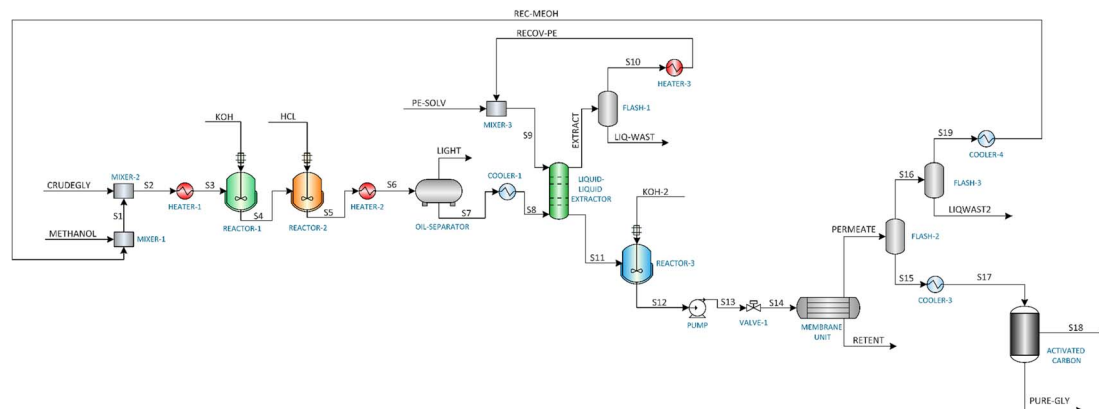 REC-MEOH
RECOV-PE
S10
HEATER-3
PE-SOLV
MIXER-3
FLASH-1
S9
EXTRACT
LIQ-WAST
KOH
HCL
LIGHT
COOLER-1
LIQUID-
LIQUID
EXTRACTOR
KOH-2
S19
COOLER-4
S16
FLASH-3
LIQWAST2
CRUDEGLY
MIXER-2
S2
HEATER-1
S3
REACTOR-1
S4
REACTOR-2
S5
HEATER-2
S6
OIL-SEPARATOR
S7
S8
S1
METHANOL
MIXER-1
S11
REACTOR-3
PERMEATE
FLASH-2
S15
COOLER-3
S17
S12
PUMP
S13
VALVE-1
S14
MEMBRANE
UNIT
RETENT
S18
ACTIVATED
CARBON
PURE-GLY